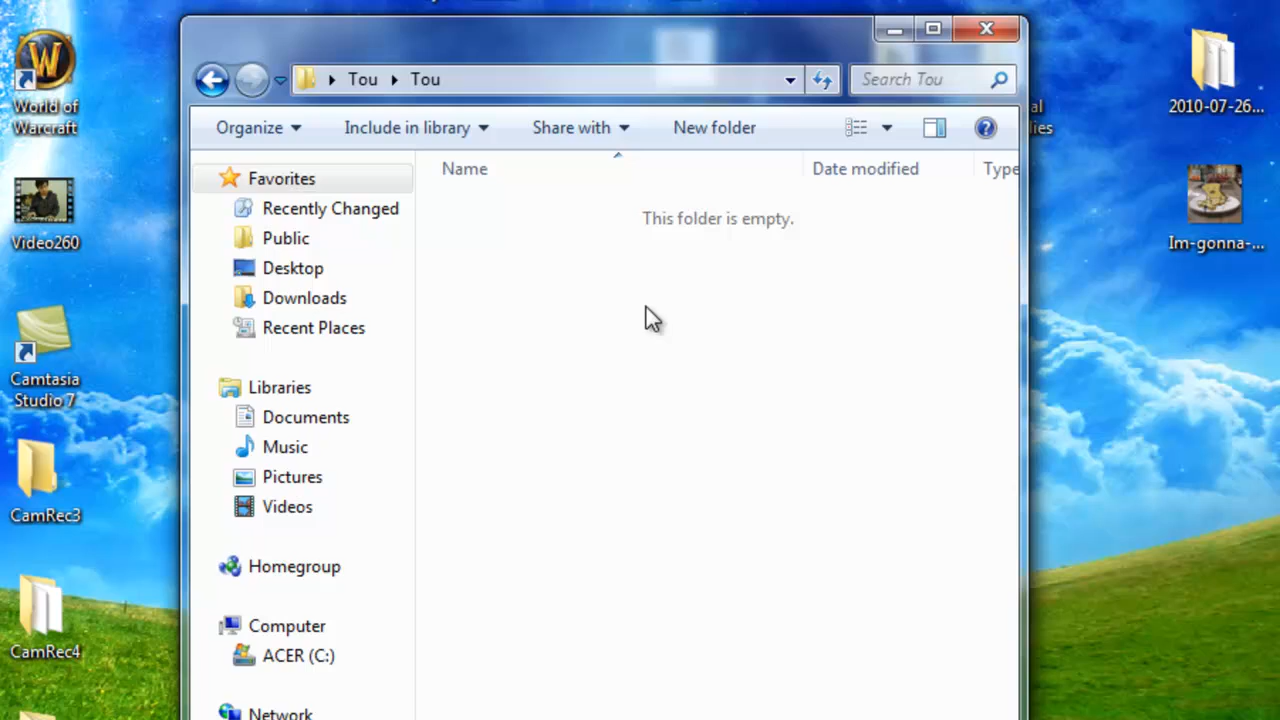 World of
Warcraft
Video260
Camtasia
Studio 7
CamRec3
CamRec4
Tou Tou
Search Tou
Organize Include in library Share with New folder
Name Date modified Type
This folder is empty.
Favorites
Recently Changed
Public
Desktop
Downloads
Recent Places
Libraries
Documents
Music
Pictures
Videos
Homegroup
Computer
ACER (C:)
Network
2010-07-26...
Im-gonna-...